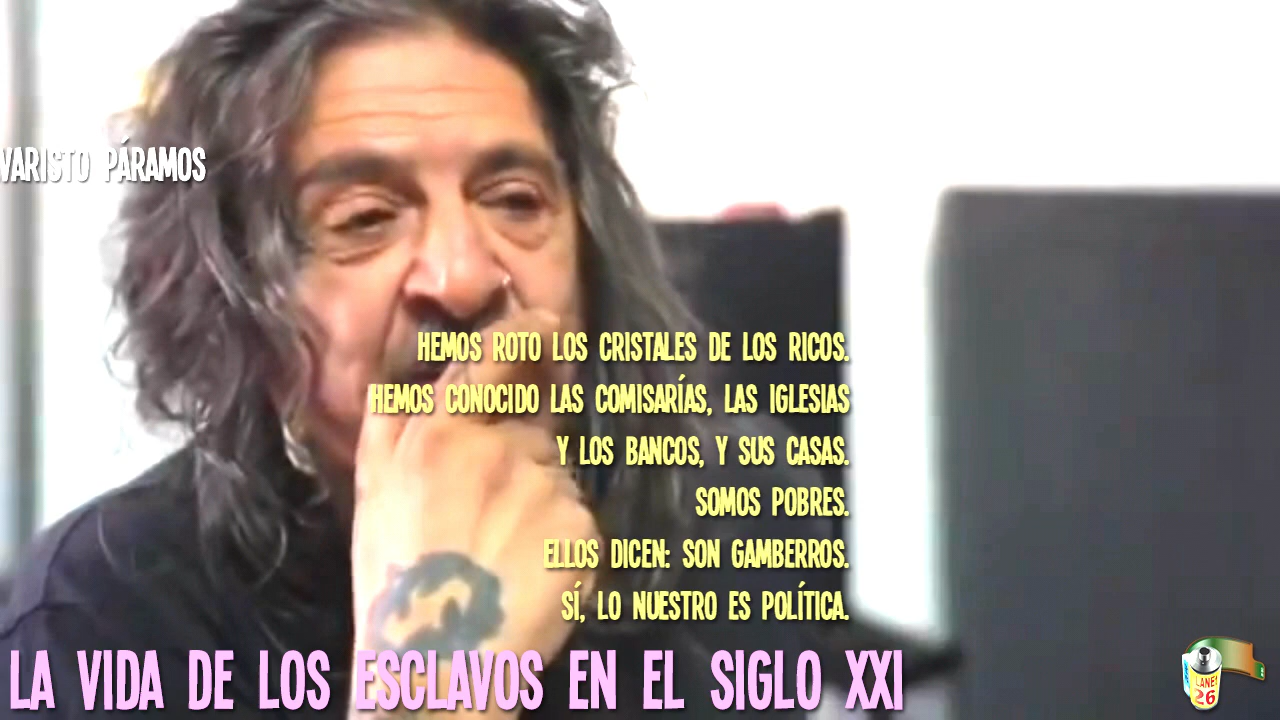 VARISTO PÁRAMOS
HEMOS ROTO LOS CRISTALES DE LOS RICOS.
HEMOS CONOCIDO LAS COMISARÍAS, LAS IGLESIAS
Y LOS BANCOS, Y SUS CASAS.
SOMOS POBRES.
ELLOS DICEN: SON GAMBERROS.
SÍ, LO NUESTRO ES POLÍTICA.
LA VIDA DE LOS ESCLAVOS EN EL SIGLO XXI
26